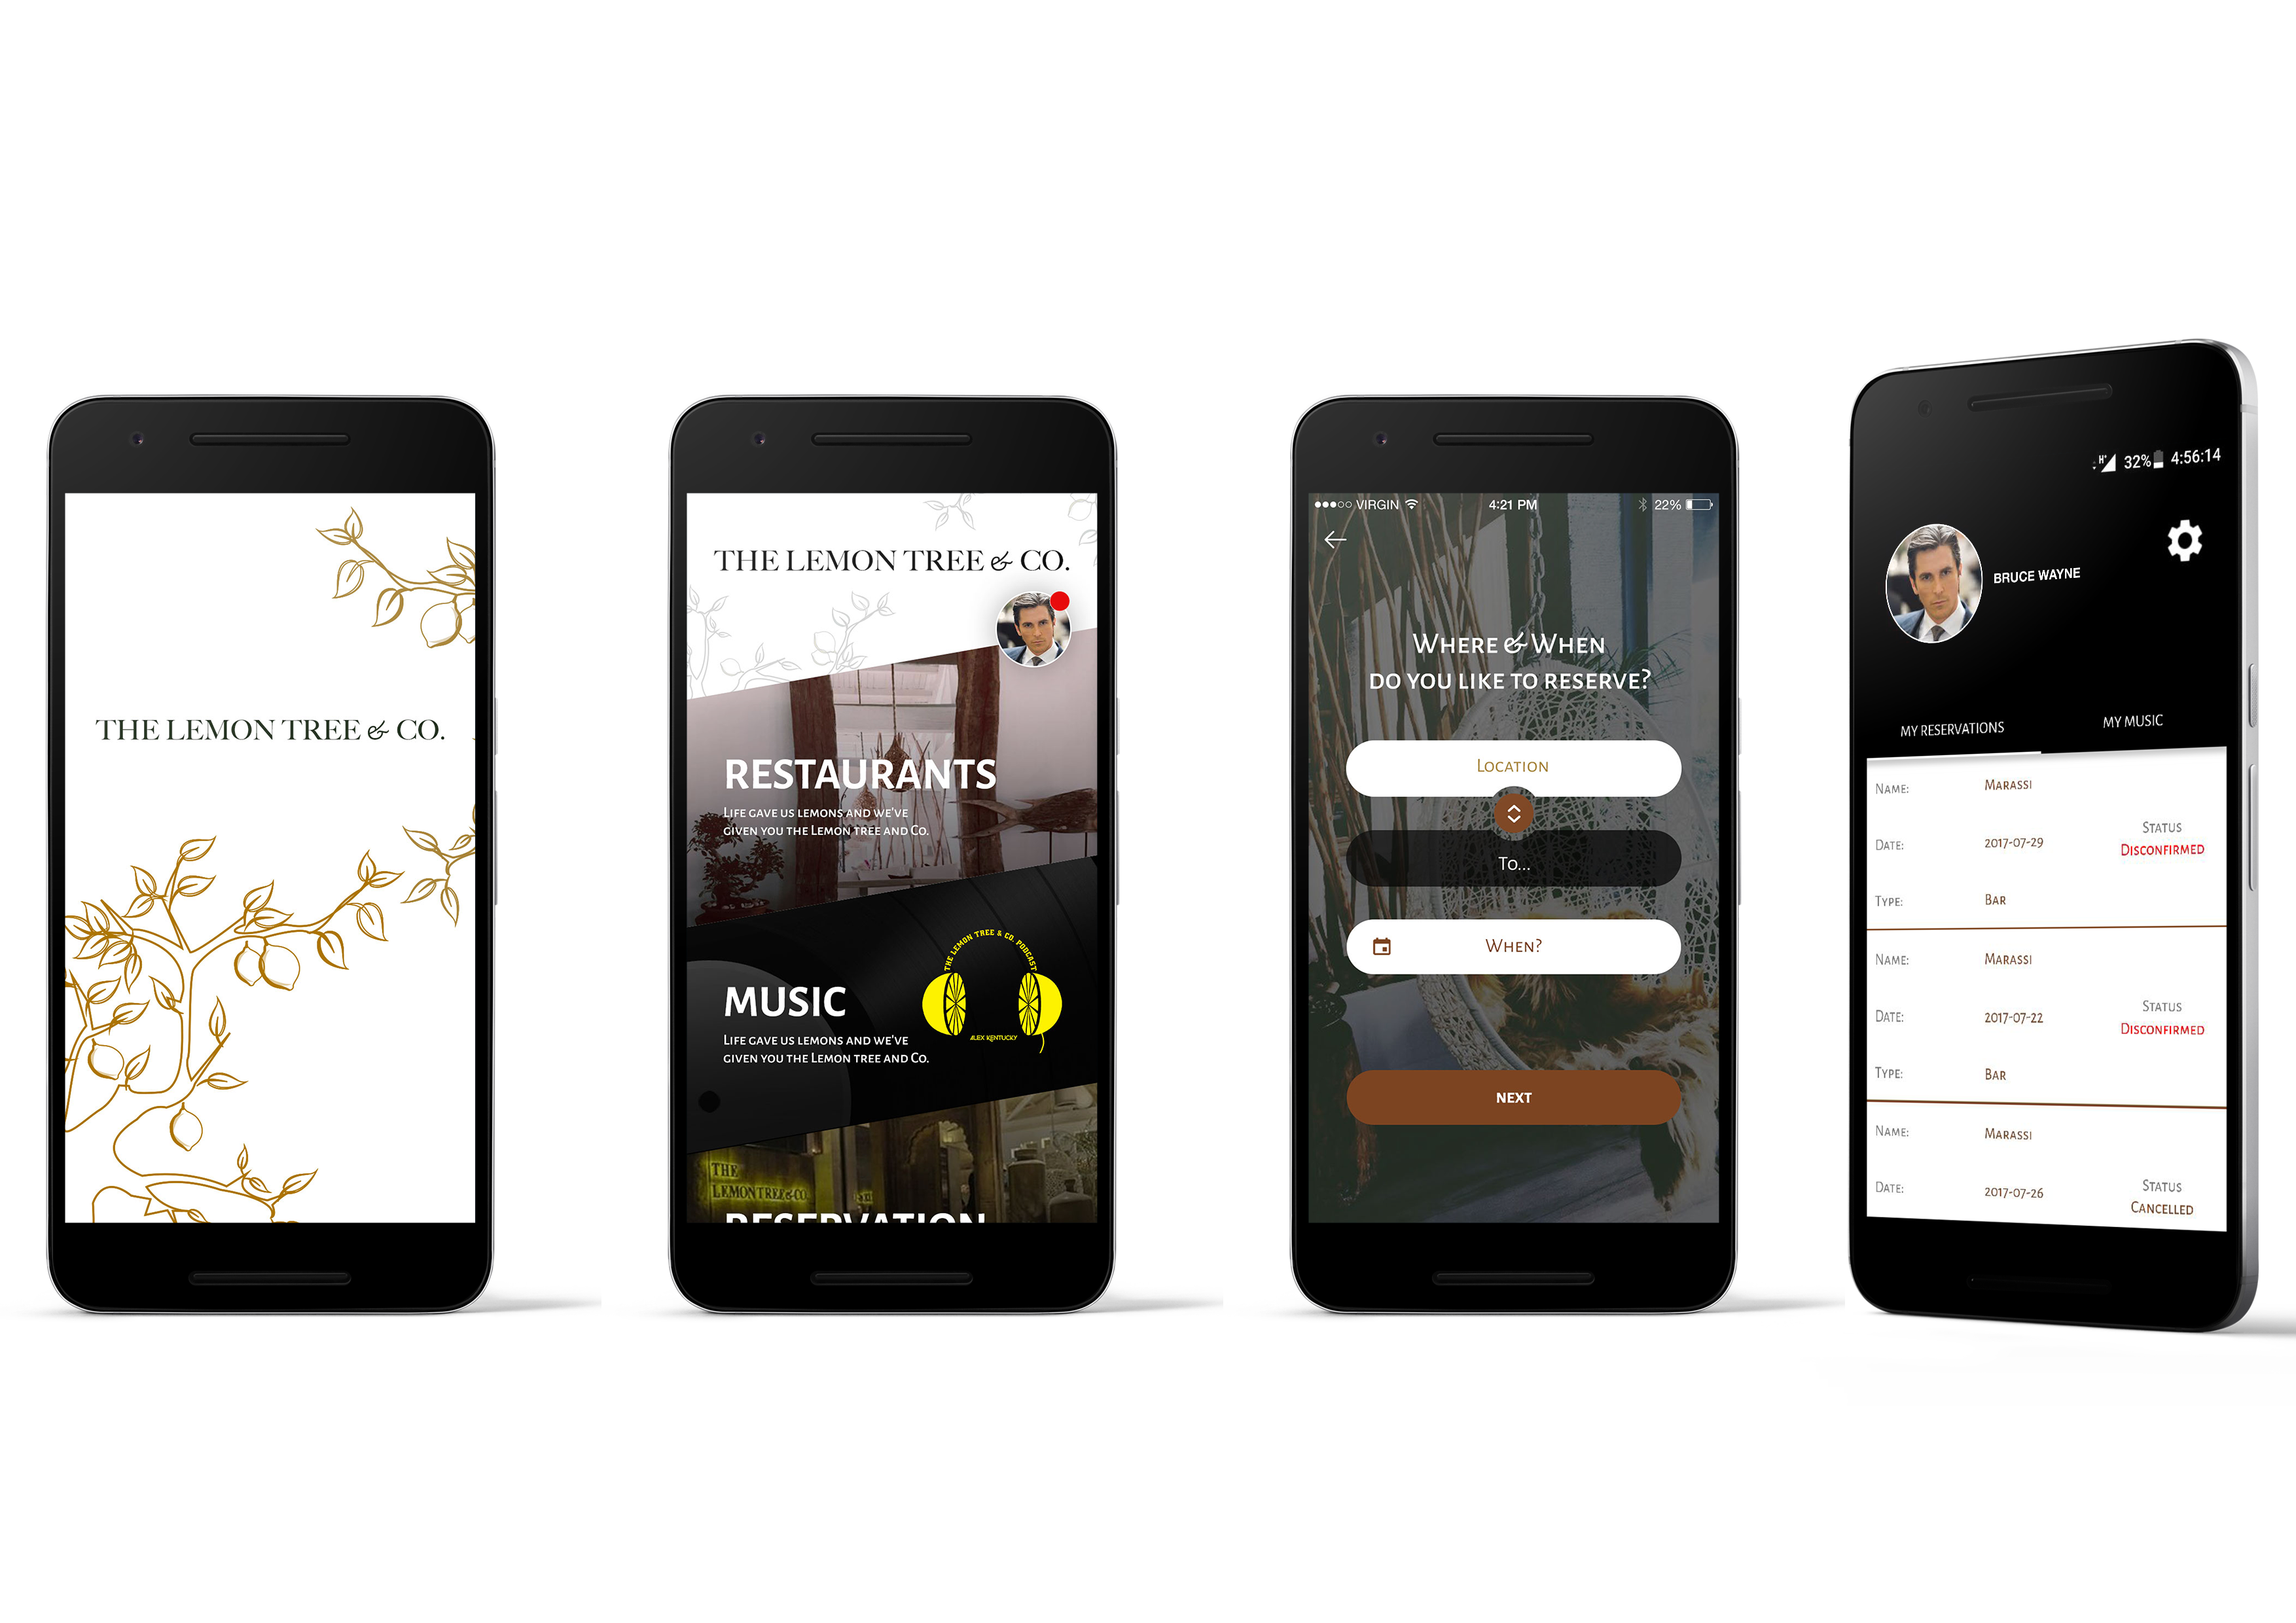 THE LEMON TREE & CO.
THE LEMON TREE & CO.
RESTAURANTS
Life gave us lemons and we've
given you the Lemon tree and Co.
THE LEMON TREE & CO. PODCAST
ALEX KENTUCKY
MUSIC
Life gave us lemons and we've
given you the Lemon tree and Co.
THE
LEMONTREE&CO.
RESERVATION
VIRGIN
4:21 PM
22%
Where & When
do you like to reserve?
Location
To...
When?
NEXT
H+ 32% 4:56:14
BRUCE WAYNE
MY RESERVATIONS
MY MUSIC
Name: Marassi
Date: 2017-07-29
Status
Disconfirmed
Type: Bar
Name: Marassi
Date: 2017-07-22
Status
Disconfirmed
Type: Bar
Name: Marassi
Date: 2017-07-26
Status
Cancelled